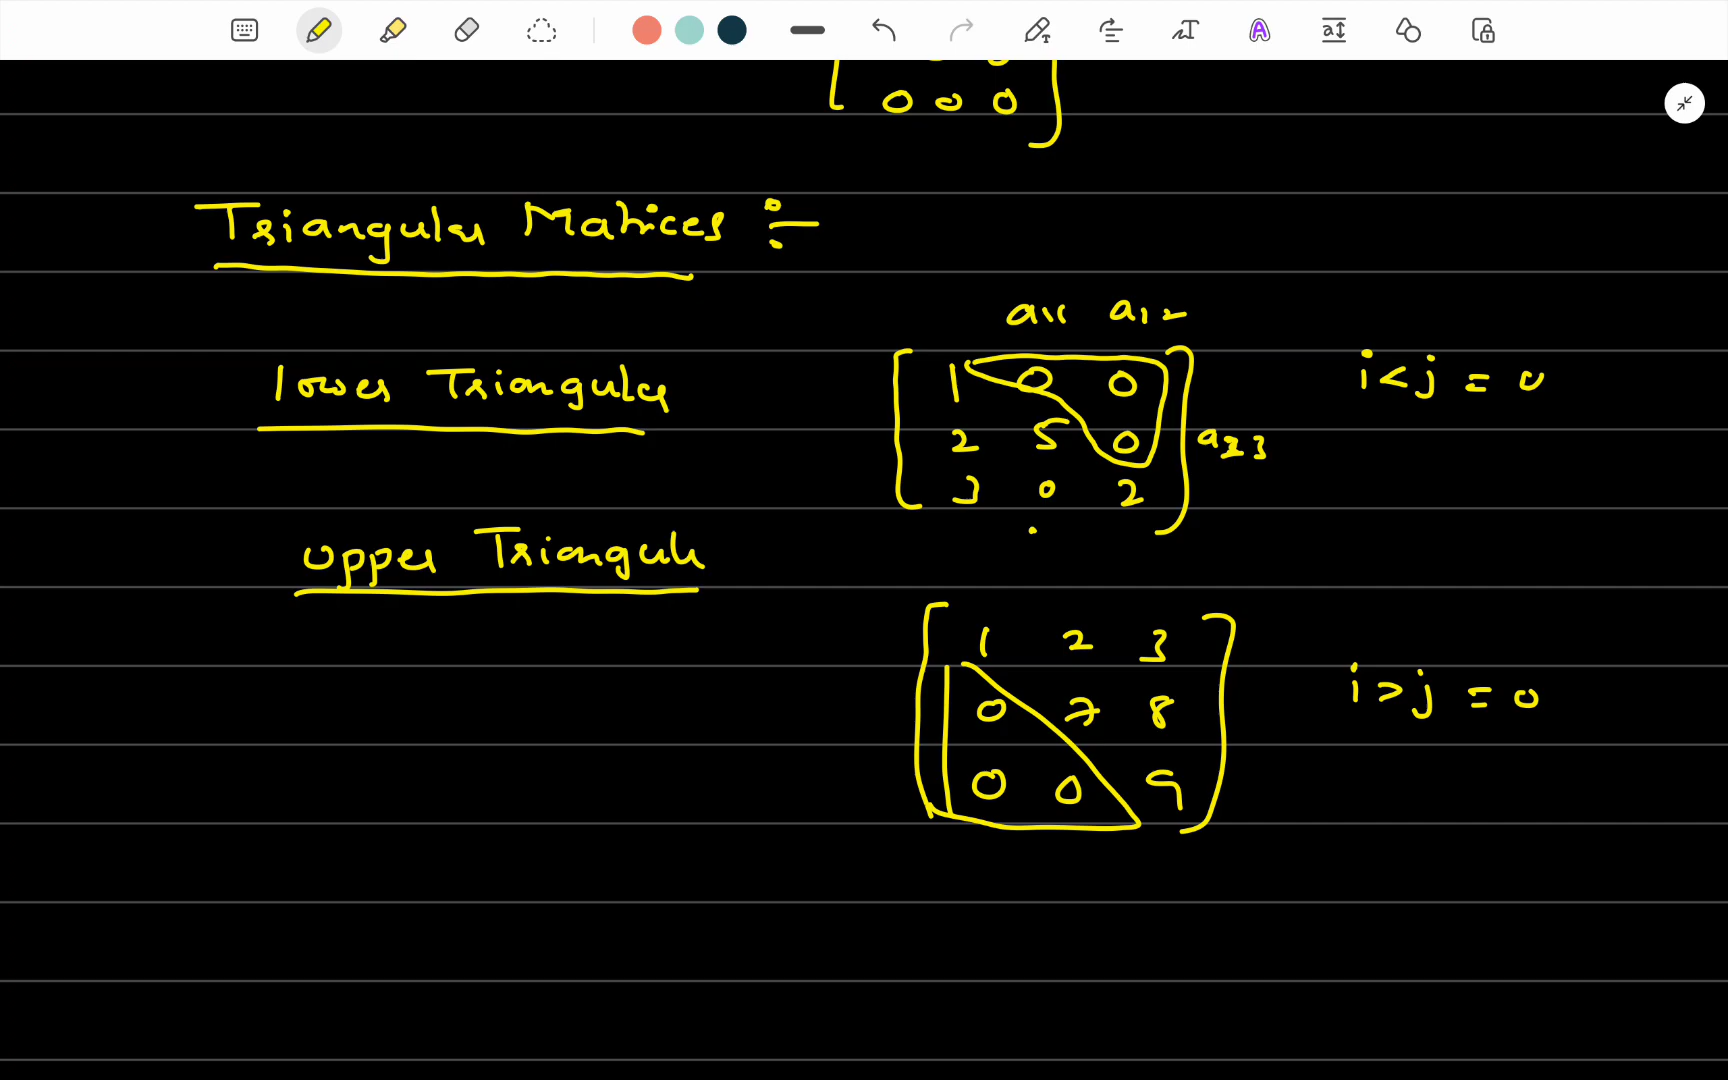 0 0 0
Triangular Matrices :-
a11 a12
lower Triangular
1 0 0
i < j = 0
2 5 0
a23
3 0 2
upper Triangula
1 2 3
0 7 8
i > j = 0
0 0 9